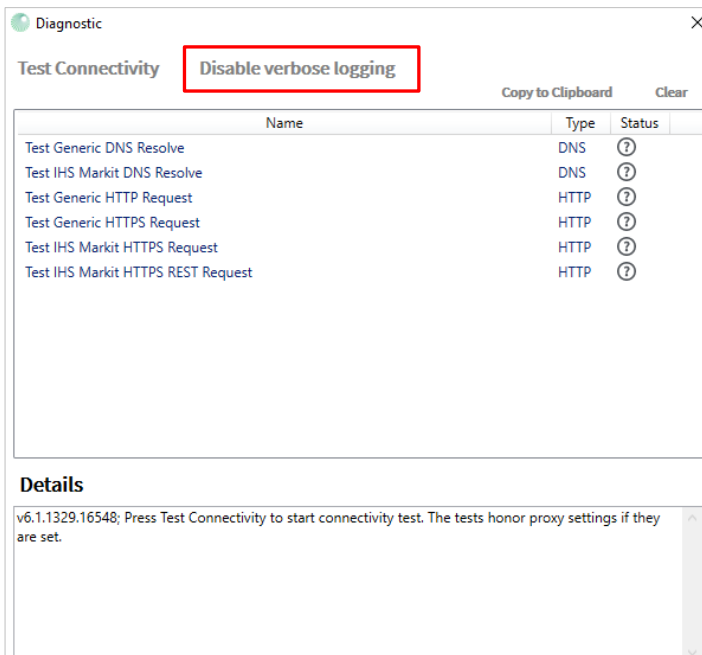 Diagnostic
Test Connectivity Disable verbose logging
Copy to Clipboard Clear
Name Type Status
Test Generic DNS Resolve DNS ?
Test IHS Markit DNS Resolve DNS ?
Test Generic HTTP Request HTTP ?
Test Generic HTTPS Request HTTP ?
Test IHS Markit HTTPS Request HTTP ?
Test IHS Markit HTTPS REST Request HTTP ?
Details
v6.1.1329.16548; Press Test Connectivity to start connectivity test. The tests honor proxy settings if they
are set.